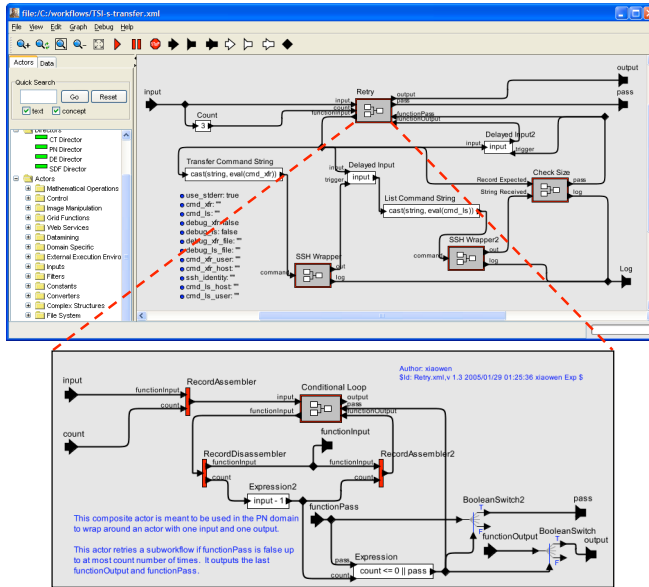 file:/C:/workflows/TSI-s-transfer.xml
File View Edit Graph Debug Help
Actors Data
Quick Search
Go Reset
text concept
Directors
CT Director
PN Director
DE Director
SDF Director
Actors
Mathematical Operations
Control
Image Manipulation
Grid Functions
Web Services
Datamining
Domain Specific
External Execution Enviro
Inputs
Filters
Constants
Converters
Complex Structures
File System
input
Count
3
Retry
input
count
functionInput
output
pass
functionPass
functionOutput
output
pass
Delayed Input2
input
input
trigger
Transfer Command String
cast(string, eval(cmd_xfr))
input
Delayed Input
trigger
input
Check Size
Record Expected
String Received
pass
log
List Command String
cast(string, eval(cmd_ls))
use_stderr: true
cmd_xfr: ""
cmd_ls: ""
debug_xfr: false
debug_ls: false
debug_xfr_file: ""
debug_ls_file: ""
cmd_xfr_user: ""
cmd_xfr_host: ""
ssh_identity: ""
cmd_ls_host: ""
cmd_ls_user: ""
SSH Wrapper
command
out
log
SSH Wrapper2
command
out
log
Log
Author: xiaowen
$Id: Retry.xml,v 1.3 2005/01/29 01:25:36 xiaowen Exp $
input
functionInput
RecordAssembler
count
count
Conditional Loop
input
functionInput
output
pass
functionOutput
functionInput
RecordDisassembler
functionInput
count
functionInput
RecordAssembler2
count
Expression2
input - 1
functionPass
BooleanSwitch2
T
F
pass
functionOutput
BooleanSwitch
T
F
output
This composite actor is meant to be used in the PN domain
to wrap around an actor with one input and one output.
This actor retries a subworkflow if functionPass is false up
to at most count number of times. It outputs the last
functionOutput and functionPass.
pass
count
Expression
count <= 0 || pass